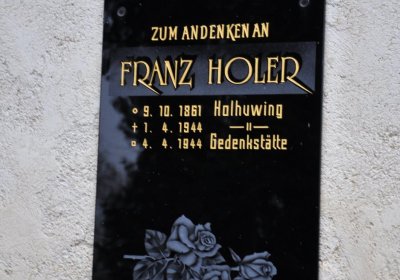 ZUM ANDENKEN AN
FRANZ HOLER
o 9. 10. 1861 Holhuwing
† 1. 4. 1944 — " —
¤ 4. 4. 1944 Gedenkstätte